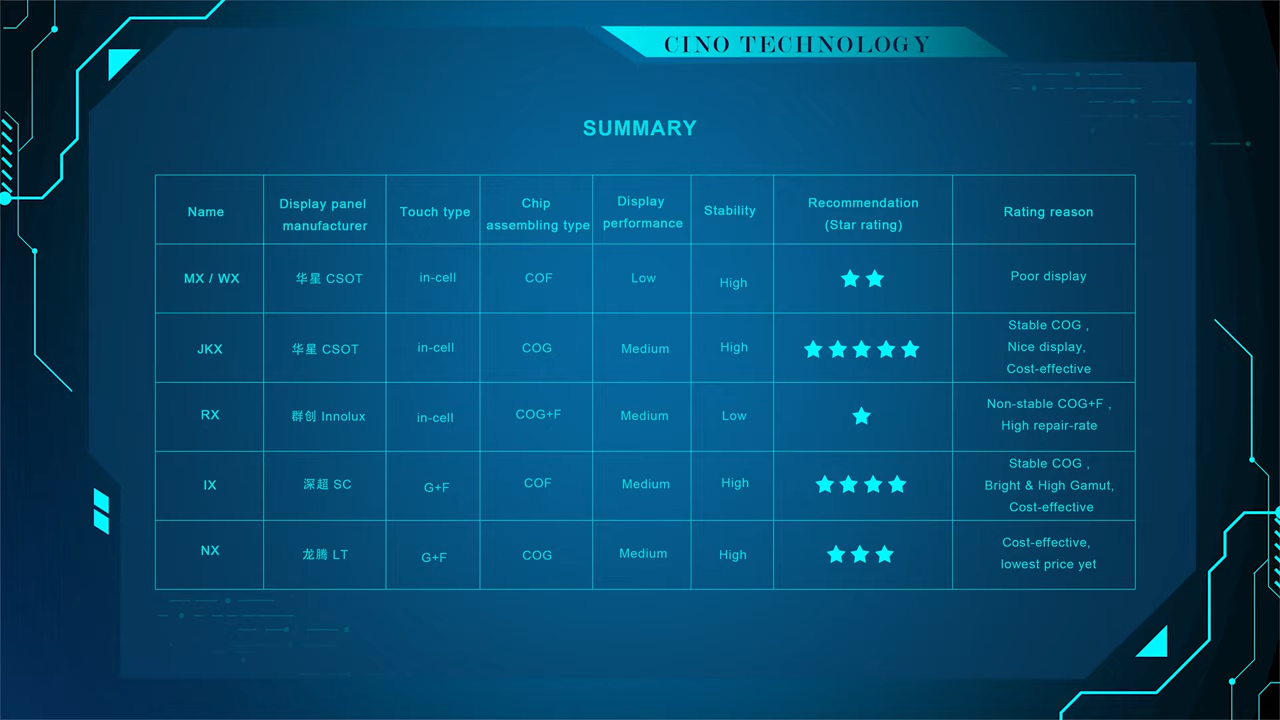 CINO TECHNOLOGY
SUMMARY
Name
Display panel
manufacturer
Touch type
Chip
assembling type
Display
performance
Stability
Recommendation
(Star rating)
Rating reason
MX / WX
华星 CSOT
in-cell
COF
Low
High
Poor display
JKX
华星 CSOT
in-cell
COG
Medium
High
Stable COG ,
Nice display,
Cost-effective
RX
群创 Innolux
in-cell
COG+F
Medium
Low
Non-stable COG+F ,
High repair-rate
IX
深超 SC
G+F
COF
Medium
High
Stable COG ,
Bright & High Gamut,
Cost-effective
NX
龙腾 LT
G+F
COG
Medium
High
Cost-effective,
lowest price yet